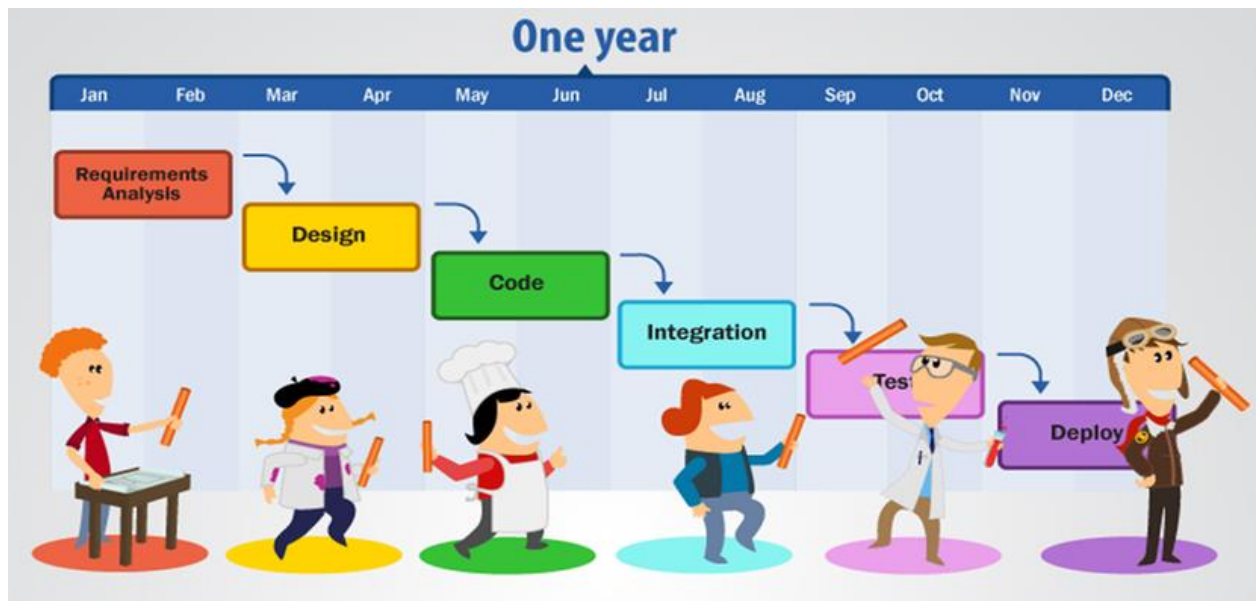 One year
Jan Feb Mar Apr May Jun Jul Aug Sep Oct Nov Dec
Requirements
Analysis
Design
Code
Integration
Test
Deploy